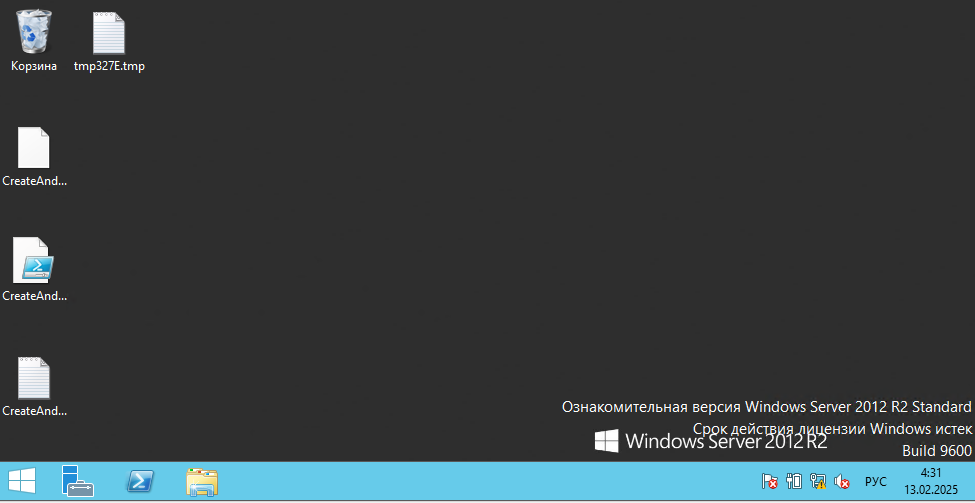 Корзина
tmp327E.tmp
CreateAnd...
CreateAnd...
CreateAnd...
Ознакомительная версия Windows Server 2012 R2 Standard
Срок действия лицензии Windows истек
Windows Server 2012 R2
Build 9600
РУС
4:31
13.02.2025